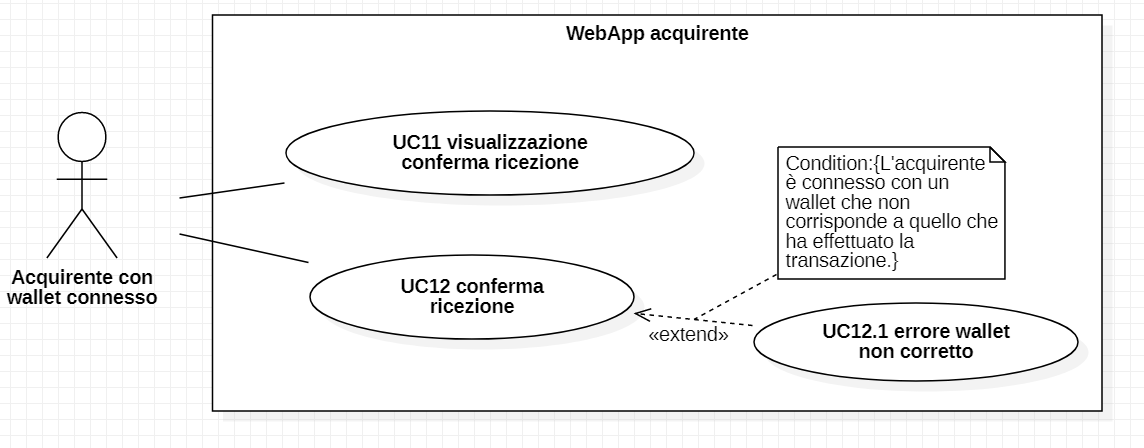 WebApp acquirente
UC11 visualizzazione
conferma ricezione
Condition:{L'acquirente
è connesso con un
wallet che non
corrisponde a quello che
ha effettuato la
transazione.}
Acquirente con
wallet connesso
UC12 conferma
ricezione
«extend»
UC12.1 errore wallet
non corretto